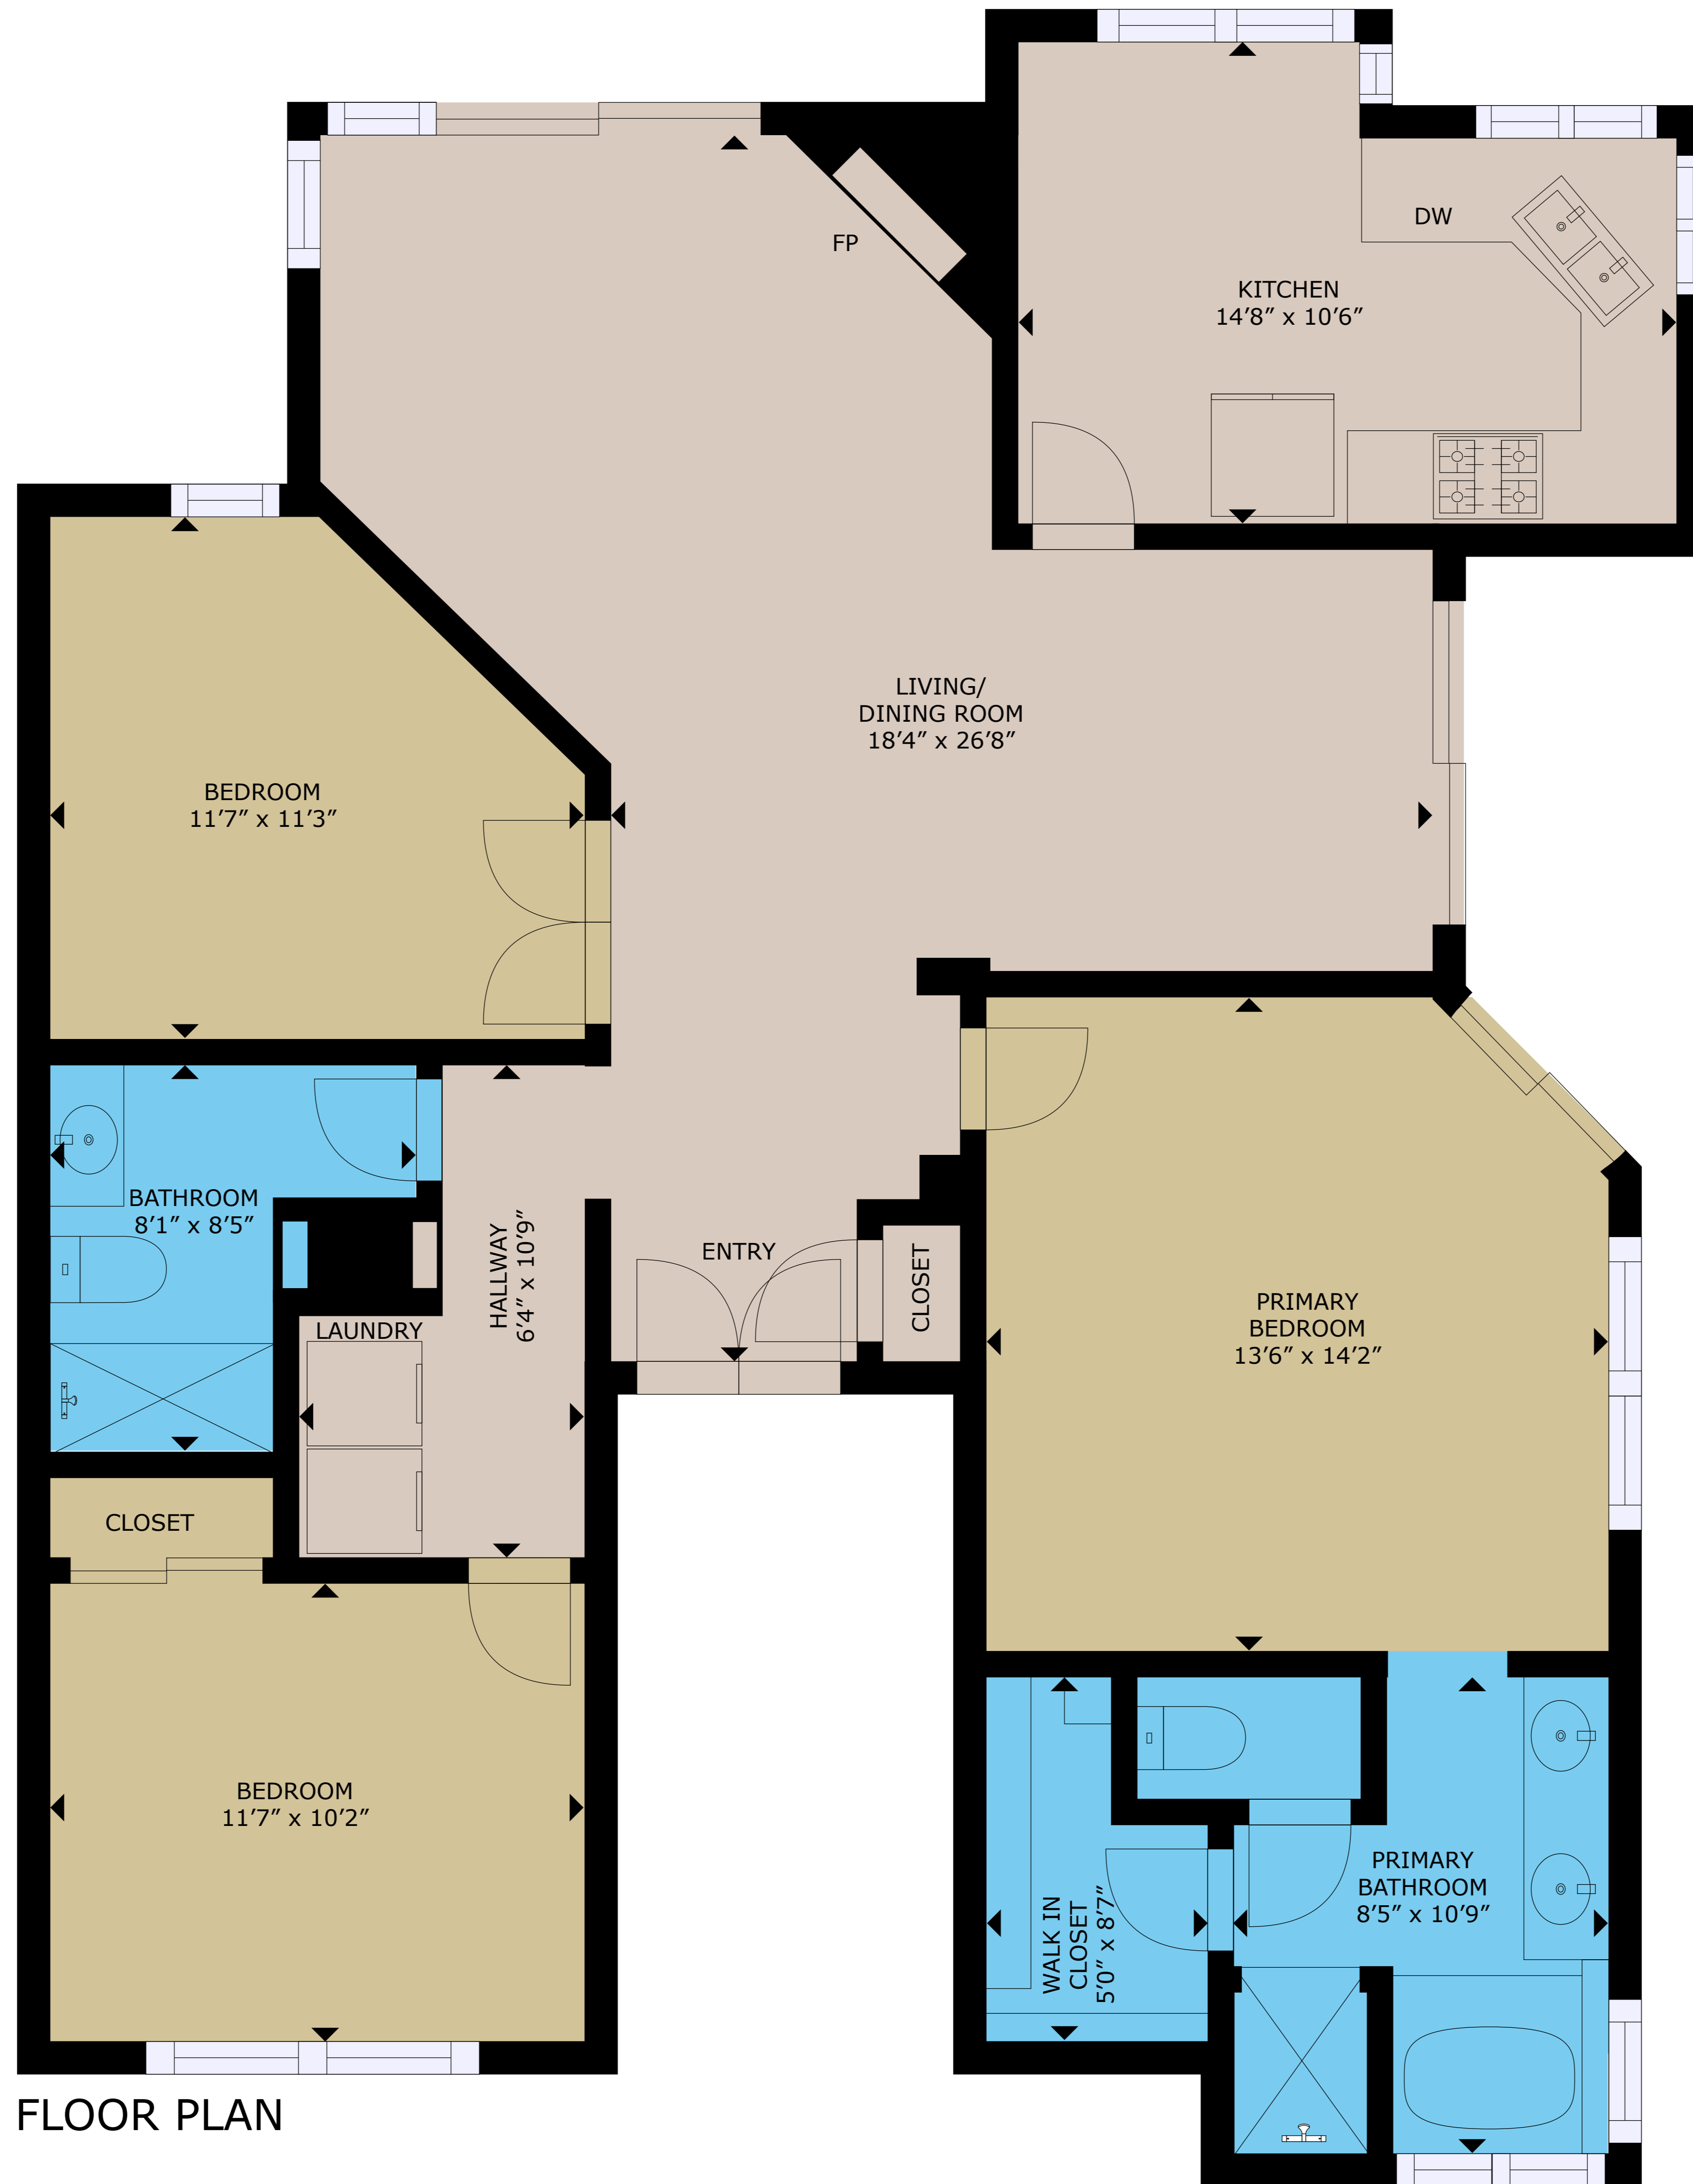 DW
FP
KITCHEN
14′8″ x 10′6″
LIVING/
DINING ROOM
18′4″ x 26′8″
BEDROOM
11′7″ x 11′3″
BATHROOM
8′1″ x 8′5″
HALLWAY
6′4″ x 10′9″
ENTRY
CLOSET
LAUNDRY
PRIMARY
BEDROOM
13′6″ x 14′2″
CLOSET
BEDROOM
11′7″ x 10′2″
WALK IN
CLOSET
5′0″ x 8′7″
PRIMARY
BATHROOM
8′5″ x 10′9″
FLOOR PLAN